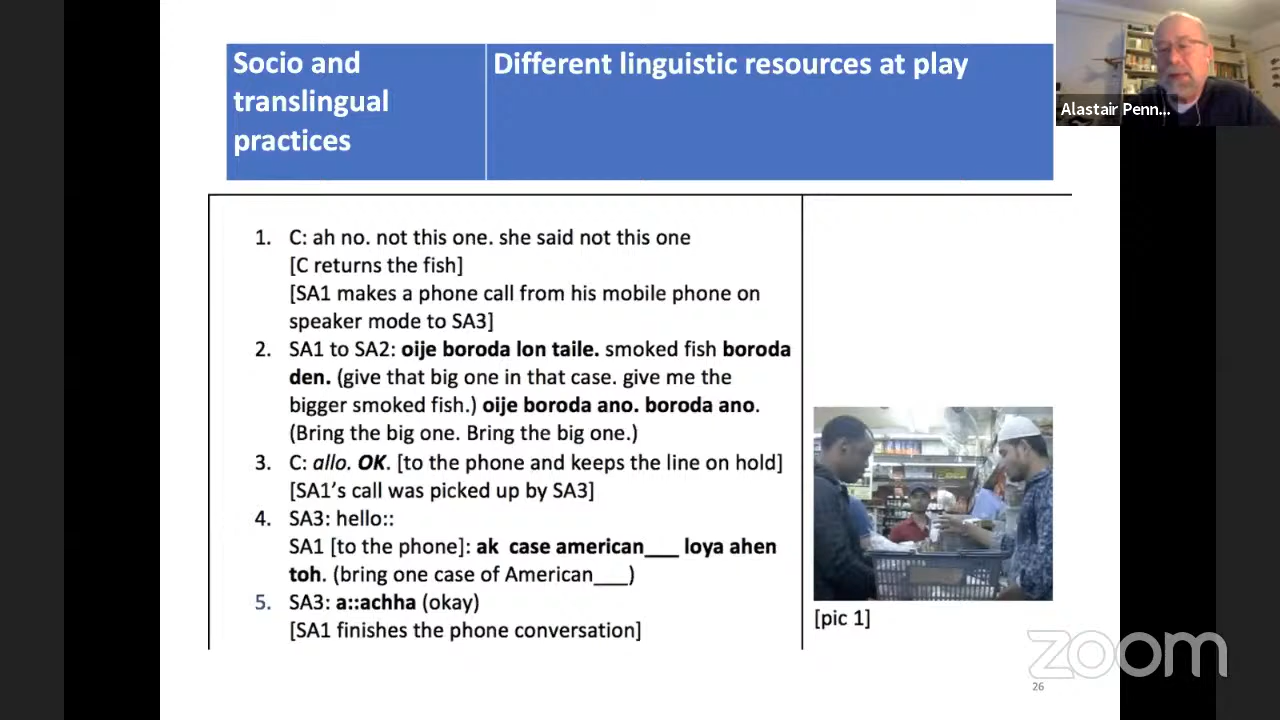 Socio and
translingual
practices
Different linguistic resources at play
Alastair Penn...
1. C: ah no. not this one. she said not this one
[C returns the fish]
[SA1 makes a phone call from his mobile phone on
speaker mode to SA3]
2. SA1 to SA2: oije boroda lon taile. smoked fish boroda
den. (give that big one in that case. give me the
bigger smoked fish.) oije boroda ano. boroda ano.
(Bring the big one. Bring the big one.)
3. C: allo. OK. [to the phone and keeps the line on hold]
[SA1’s call was picked up by SA3]
4. SA3: hello::
SA1 [to the phone]: ak case american___ loya ahen
toh. (bring one case of American___)
5. SA3: a::achha (okay)
[SA1 finishes the phone conversation]
[pic 1]
zoom
26